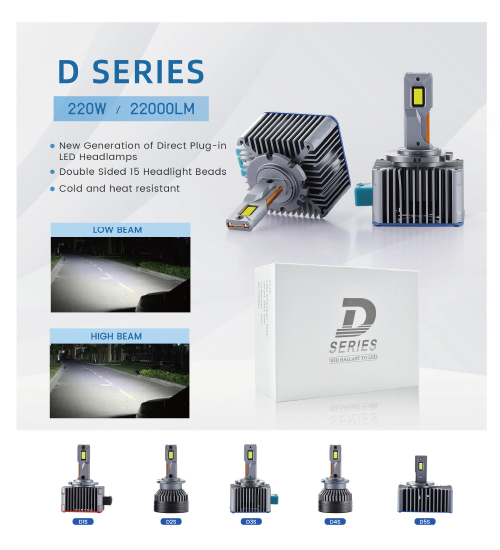 D SERIES
220W / 22000LM
New Generation of Direct Plug-in
LED Headlamps
Double Sided 15 Headlight Beads
Cold and heat resistant
LOW BEAM
HIGH BEAM
D
SERIES
HID BALLAST TO LED
D1S
D2S
D3S
D4S
D5S